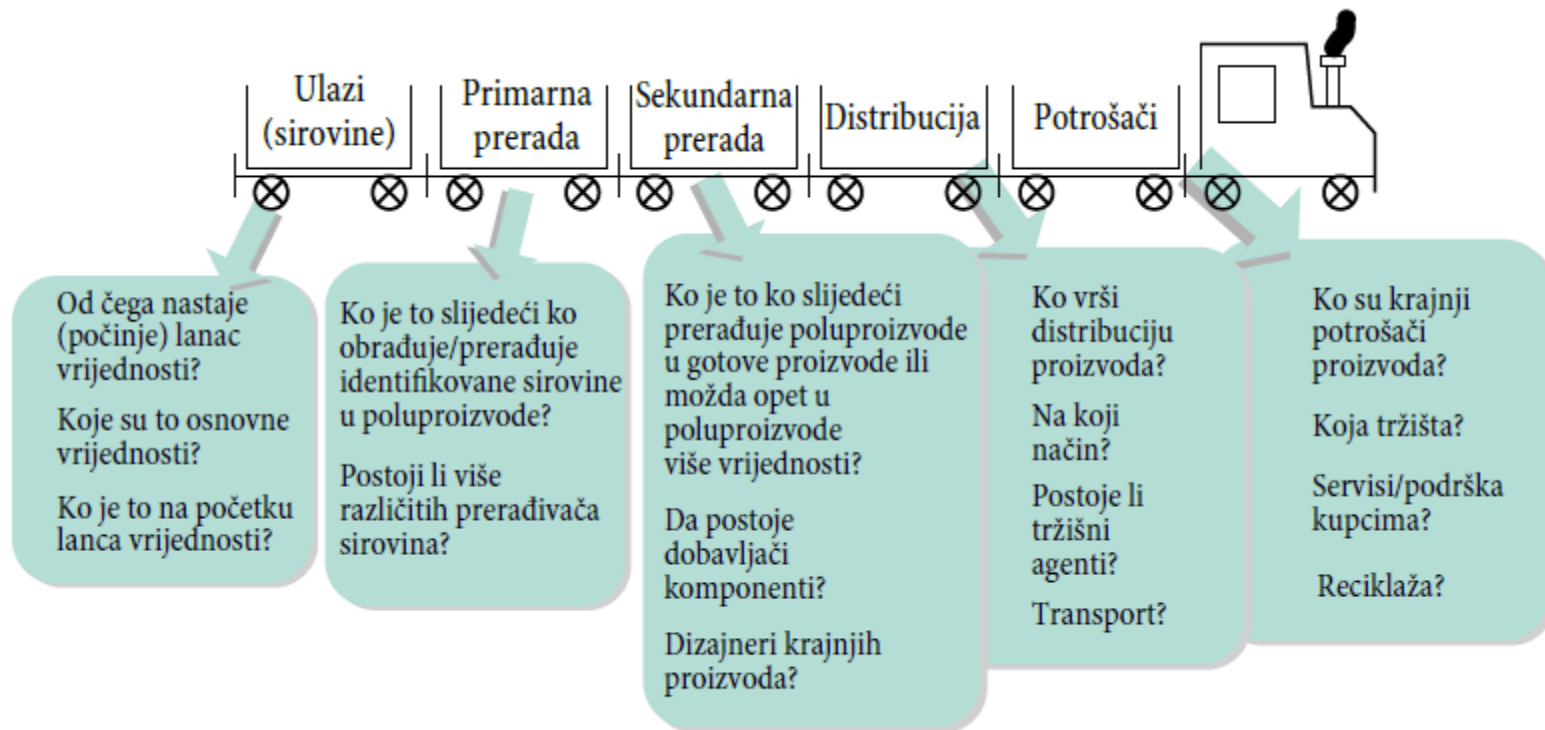 Ulazi
(sirovine)
Primarna
prerada
Sekundarna
prerada
Distribucija
Potrošači
Od čega nastaje
(počinje) lanac
vrijednosti?
Koje su to osnovne
vrijednosti?
Ko je to na početku
lanca vrijednosti?
Ko je to slijedeći ko
obrađuje/prerađuje
identifikovane sirovine
u poluproizvode?
Postoji li više
različitih prerađivača
sirovina?
Ko je to ko slijedeći
prerađuje poluproizvode
u gotove proizvode ili
možda opet u
poluproizvode
više vrijednosti?
Da postoje
dobavljači
komponenti?
Dizajneri krajnjih
proizvoda?
Ko vrši
distribuciju
proizvoda?
Na koji
način?
Postoje li
tržišni
agenti?
Transport?
Ko su krajnji
potrošači
proizvoda?
Koja tržišta?
Servisi/podrška
kupcima?
Reciklaža?